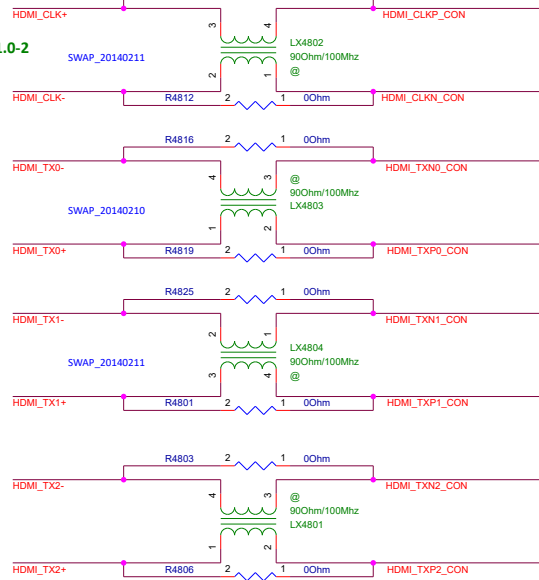 HDMI_CLK+ HDMI_CLKP_CON
3 4
LX4802
1.0-2 90Ohm/100Mhz
SWAP_20140211 @
2 1
HDMI_CLK- R4812 2 1 0Ohm HDMI_CLKN_CON
R4816 2 1 0Ohm
HDMI_TX0- HDMI_TXN0_CON
4 3 @
90Ohm/100Mhz
SWAP_20140210 LX4803
1 2
HDMI_TX0+ R4819 2 1 0Ohm HDMI_TXP0_CON
R4825 2 1 0Ohm
HDMI_TX1- HDMI_TXN1_CON
2 1
LX4804
SWAP_20140211 90Ohm/100Mhz
3 4 @
HDMI_TX1+ R4801 2 1 0Ohm HDMI_TXP1_CON
R4803 2 1 0Ohm
HDMI_TX2- HDMI_TXN2_CON
4 3 @
90Ohm/100Mhz
LX4801
1 2
HDMI_TX2+ R4806 2 1 0Ohm HDMI_TXP2_CON